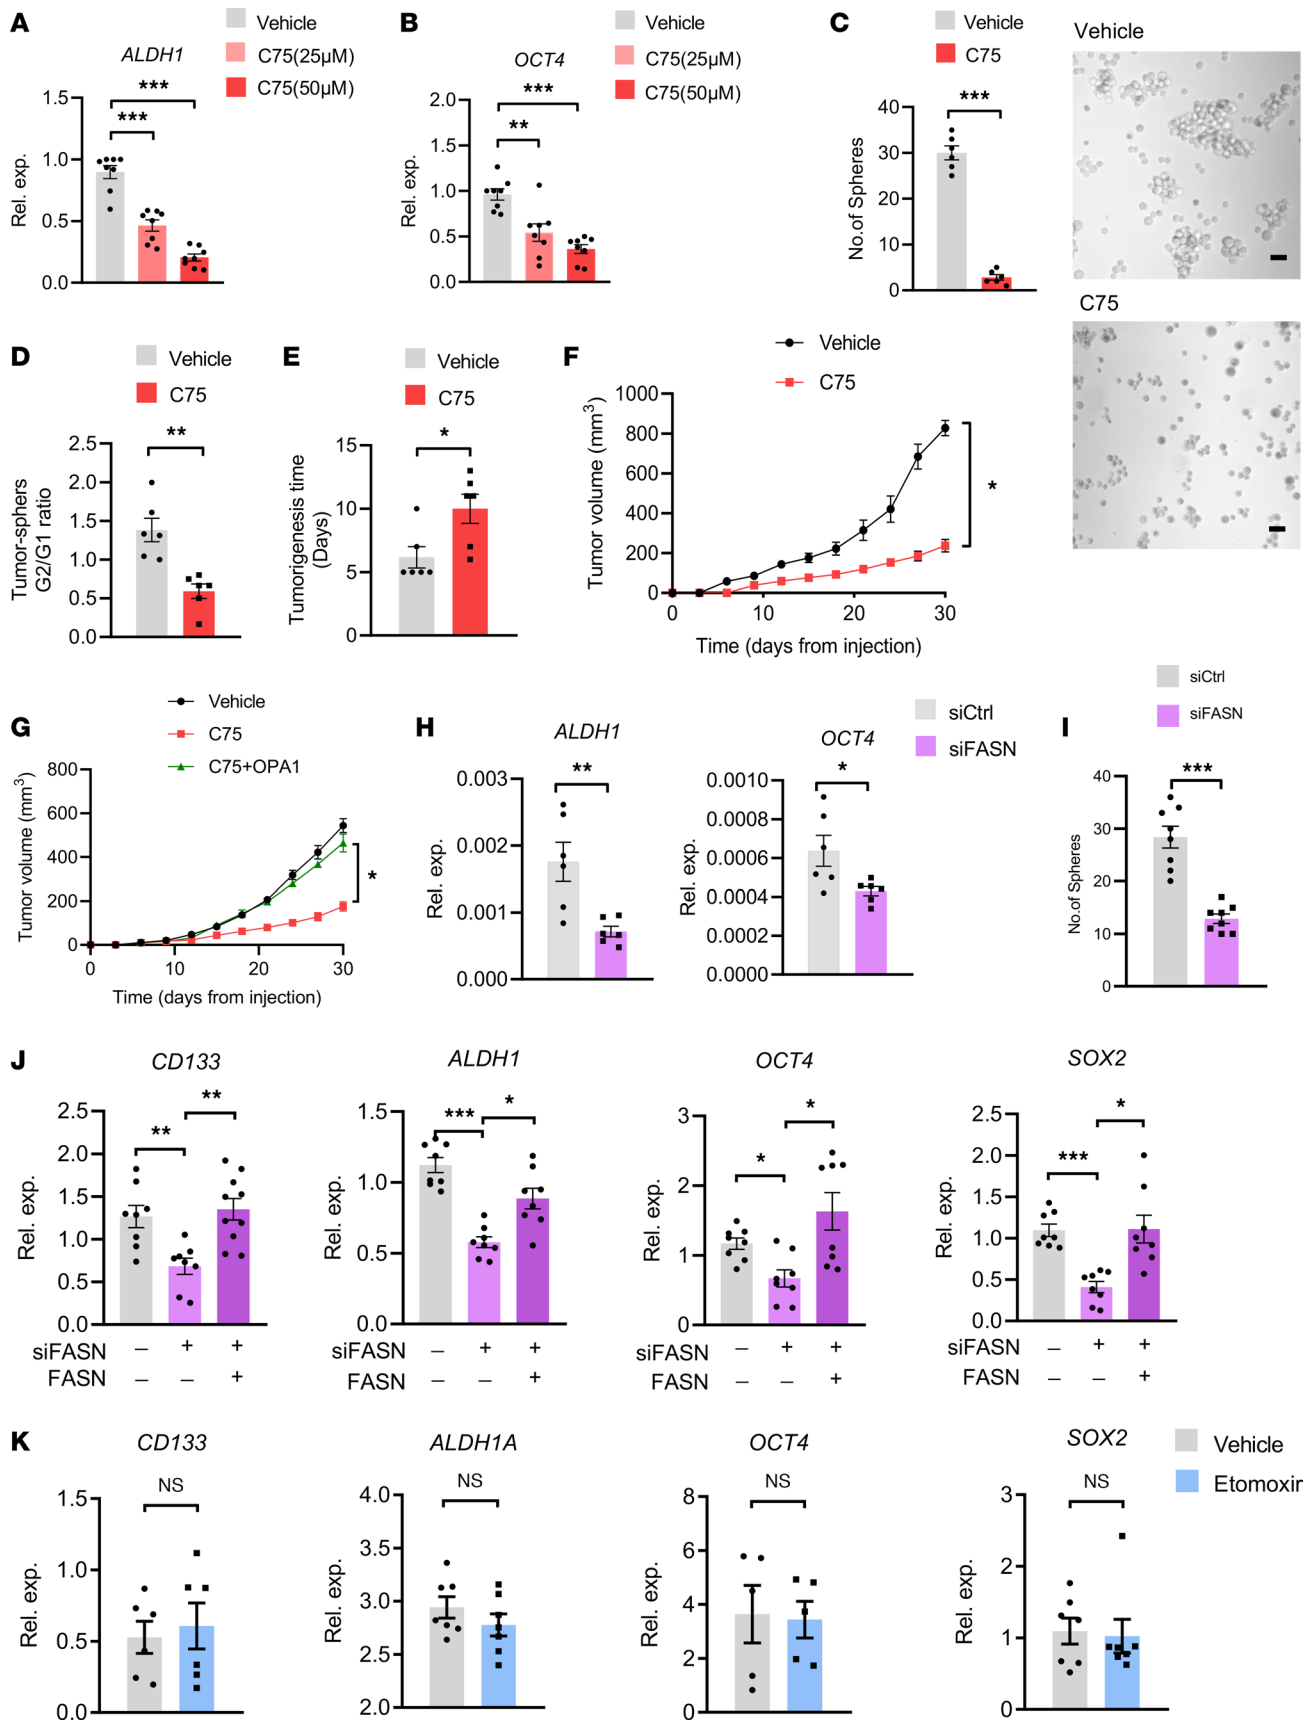 A
Vehicle
C75(25µM)
C75(50µM)
ALDH1
***
***
Rel. exp.
1.5
1.0
0.5
0.0
B
Vehicle
C75(25µM)
C75(50µM)
OCT4
***
**
Rel. exp.
2.0
1.5
1.0
0.5
0.0
C
Vehicle
C75
***
No.of Spheres
40
30
20
10
0
Vehicle
C75
D
Vehicle
C75
**
Tumor-sphers
G2/G1 ratio
2.5
2.0
1.5
1.0
0.5
0.0
E
Vehicle
C75
*
Tumorigenesis time
(Days)
15
10
5
0
F
Vehicle
C75
Tumor volume (mm3)
1000
800
600
400
200
0
*
0
10
20
30
Time (days from injection)
G
Vehicle
C75
C75+OPA1
Tumor volume (mm3)
800
600
400
200
0
*
0
10
20
30
Time (days from injection)
H
siCtrl
siFASN
ALDH1
**
Rel. exp.
0.003
0.002
0.001
0.000
OCT4
*
Rel. exp.
0.0010
0.0008
0.0006
0.0004
0.0002
0.0000
I
siCtrl
siFASN
***
No.of Spheres
40
30
20
10
0
J
CD133
**
**
Rel. exp.
2.5
2.0
1.5
1.0
0.5
0.0
siFASN – + +
FASN – – +
ALDH1
***
*
Rel. exp.
1.5
1.0
0.5
0.0
siFASN – + +
FASN – – +
OCT4
*
*
Rel. exp.
3
2
1
0
siFASN – + +
FASN – – +
SOX2
***
*
Rel. exp.
2.5
2.0
1.5
1.0
0.5
0.0
siFASN – + +
FASN – – +
K
CD133
NS
Rel. exp.
1.5
1.0
0.5
0.0
ALDH1A
NS
Rel. exp.
4.0
3.5
3.0
2.5
2.0
OCT4
NS
Rel. exp.
8
6
4
2
0
SOX2
NS
Rel. exp.
3
2
1
0
Vehicle
Etomoxir